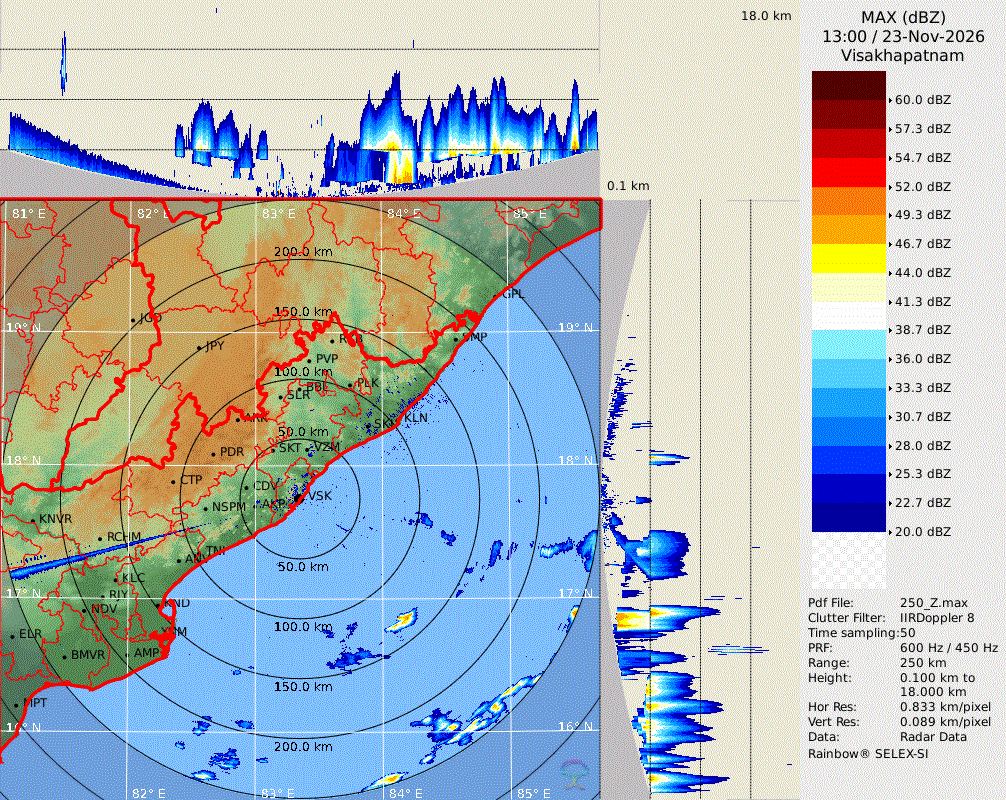 18.0 km
MAX (dBZ)
13:00 / 23-Nov-2026
Visakhapatnam
60.0 dBZ
57.3 dBZ
54.7 dBZ
52.0 dBZ
49.3 dBZ
46.7 dBZ
44.0 dBZ
41.3 dBZ
38.7 dBZ
36.0 dBZ
33.3 dBZ
30.7 dBZ
28.0 dBZ
25.3 dBZ
22.7 dBZ
20.0 dBZ
0.1 km
81° E 82° E 83° E 84° E 85° E
200.0 km
GPL
150.0 km
JGD
19° N 19° N
SMP
JPY
PVP
100.0 km
PLK
SLR
KLN
50.0 km
SKT VZM
PDR
18° N 18° N
CTP
CDV
VSK
NSPM
KNVR
RCHM
TNI
50.0 km
KLC
RJY
17° N 17° N
NDV
KND
100.0 km
ELR
BMVR
AMP
150.0 km
MPT
16° N 16° N
200.0 km
82° E 83° E 84° E 85° E
Pdf File: 250_Z.max
Clutter Filter: IIRDoppler 8
Time sampling:50
PRF: 600 Hz / 450 Hz
Range: 250 km
Height: 0.100 km to
18.000 km
Hor Res: 0.833 km/pixel
Vert Res: 0.089 km/pixel
Data: Radar Data
Rainbow® SELEX-SI